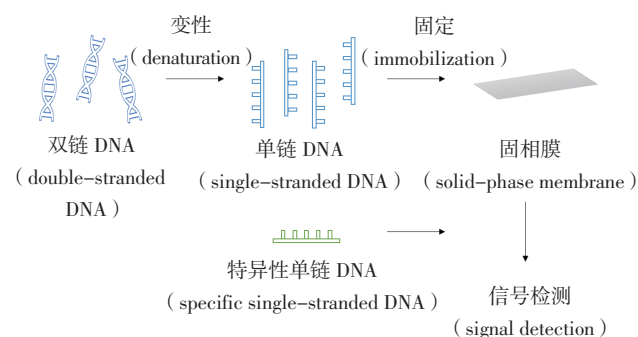 变性
（denaturation）
固定
（immobilization）
双链 DNA
（double-stranded
DNA）
单链 DNA
（single-stranded DNA）
固相膜
（solid-phase membrane）
特异性单链 DNA
（specific single-stranded DNA）
信号检测
（signal detection）